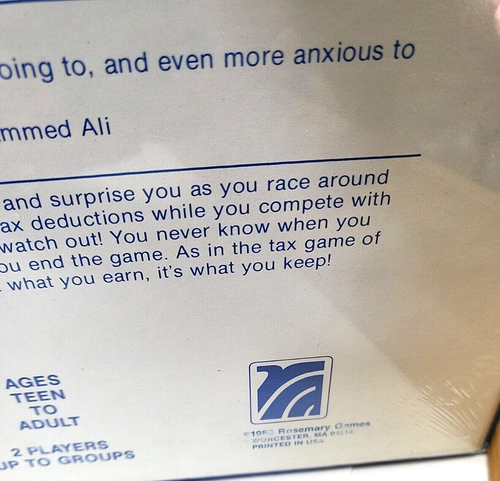 oing to, and even more anxious to
mmed Ali
and surprise you as you race around
ax deductions while you compete with
watch out! You never know when you
ou end the game. As in the tax game of
what you earn, it's what you keep!
AGES
TEEN
TO
ADULT
2 PLAYERS
UP TO GROUPS
Rosemary Games
WORCESTER, MA
PRINTED IN USA